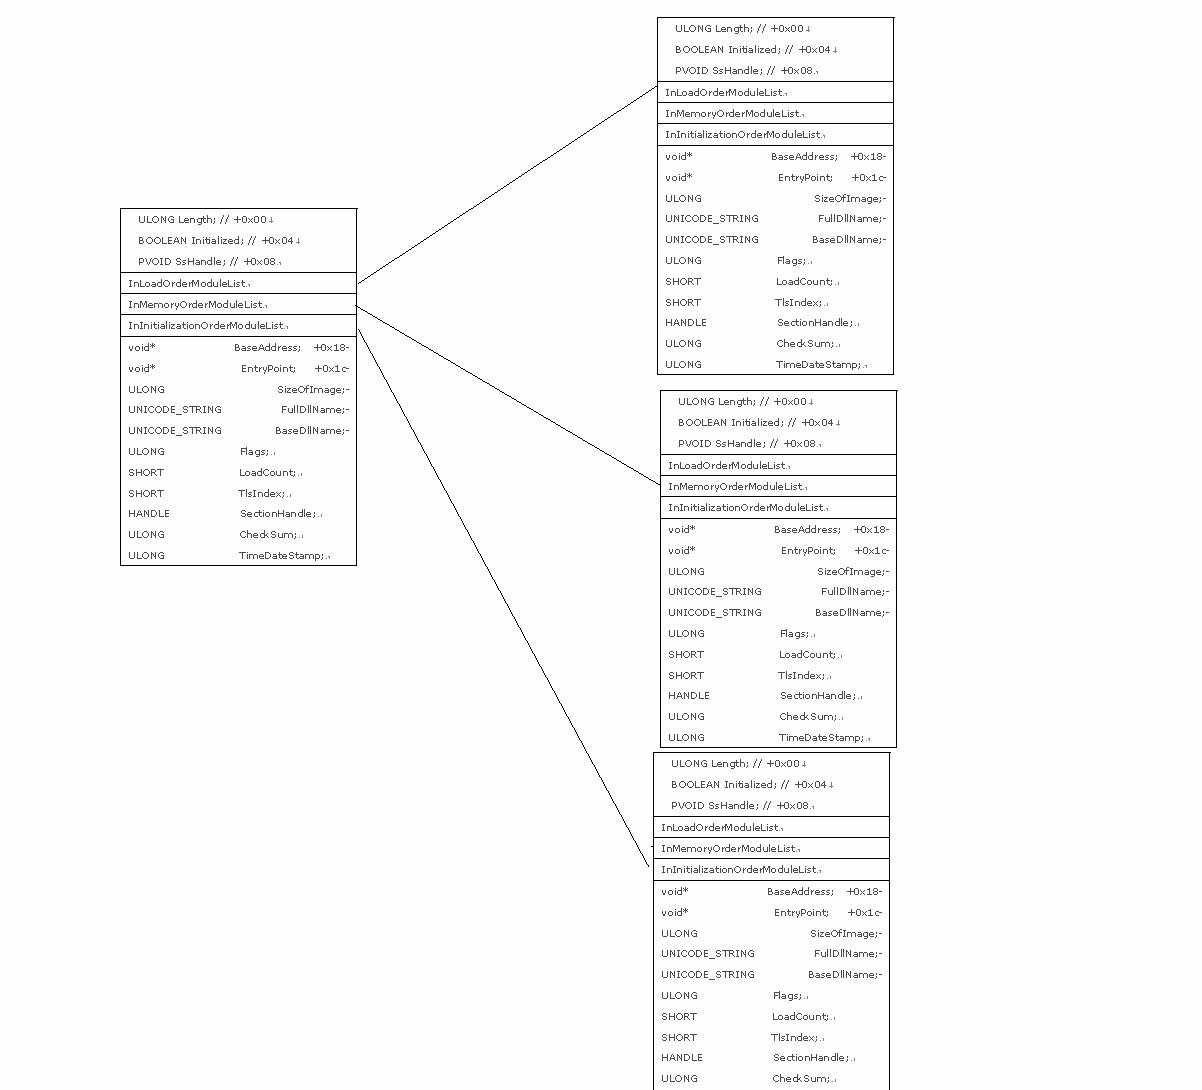 ULONG Length; // +0x00↓
BOOLEAN Initialized; // +0x04↓
PVOID SsHandle; // +0x08
InLoadOrderModuleList
InMemoryOrderModuleList
InInitializationOrderModuleList
void* BaseAddress; +0x18
void* EntryPoint; +0x1c
ULONG SizeOfImage;
UNICODE_STRING FullDllName;
UNICODE_STRING BaseDllName;
ULONG Flags;
SHORT LoadCount;
SHORT TlsIndex;
HANDLE SectionHandle;
ULONG CheckSum;
ULONG TimeDateStamp;
ULONG Length; // +0x00↓
BOOLEAN Initialized; // +0x04↓
PVOID SsHandle; // +0x08
InLoadOrderModuleList
InMemoryOrderModuleList
InInitializationOrderModuleList
void* BaseAddress; +0x18
void* EntryPoint; +0x1c
ULONG SizeOfImage;
UNICODE_STRING FullDllName;
UNICODE_STRING BaseDllName;
ULONG Flags;
SHORT LoadCount;
SHORT TlsIndex;
HANDLE SectionHandle;
ULONG CheckSum;
ULONG TimeDateStamp;
ULONG Length; // +0x00↓
BOOLEAN Initialized; // +0x04↓
PVOID SsHandle; // +0x08
InLoadOrderModuleList
InMemoryOrderModuleList
InInitializationOrderModuleList
void* BaseAddress; +0x18
void* EntryPoint; +0x1c
ULONG SizeOfImage;
UNICODE_STRING FullDllName;
UNICODE_STRING BaseDllName;
ULONG Flags;
SHORT LoadCount;
SHORT TlsIndex;
HANDLE SectionHandle;
ULONG CheckSum;
ULONG TimeDateStamp;
ULONG Length; // +0x00↓
BOOLEAN Initialized; // +0x04↓
PVOID SsHandle; // +0x08
InLoadOrderModuleList
InMemoryOrderModuleList
InInitializationOrderModuleList
void* BaseAddress; +0x18
void* EntryPoint; +0x1c
ULONG SizeOfImage;
UNICODE_STRING FullDllName;
UNICODE_STRING BaseDllName;
ULONG Flags;
SHORT LoadCount;
SHORT TlsIndex;
HANDLE SectionHandle;
ULONG CheckSum;